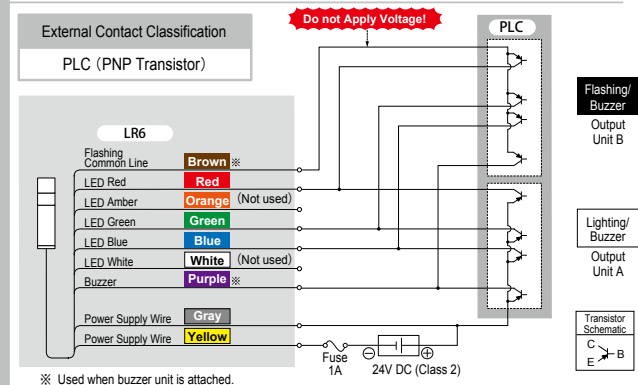 External Contact Classification
PLC (PNP Transistor)
Do not Apply Voltage!
PLC
LR6
Flashing
Common Line Brown ※
LED Red Red
LED Amber Orange (Not used)
LED Green Green
LED Blue Blue
LED White White (Not used)
Buzzer Purple ※
Power Supply Wire Gray
Power Supply Wire Yellow
Fuse
1A
⊖ ⊕
24V DC (Class 2)
※ Used when buzzer unit is attached.
Flashing/
Buzzer
Output
Unit B
Lighting/
Buzzer
Output
Unit A
Transistor
Schematic
C
B
E